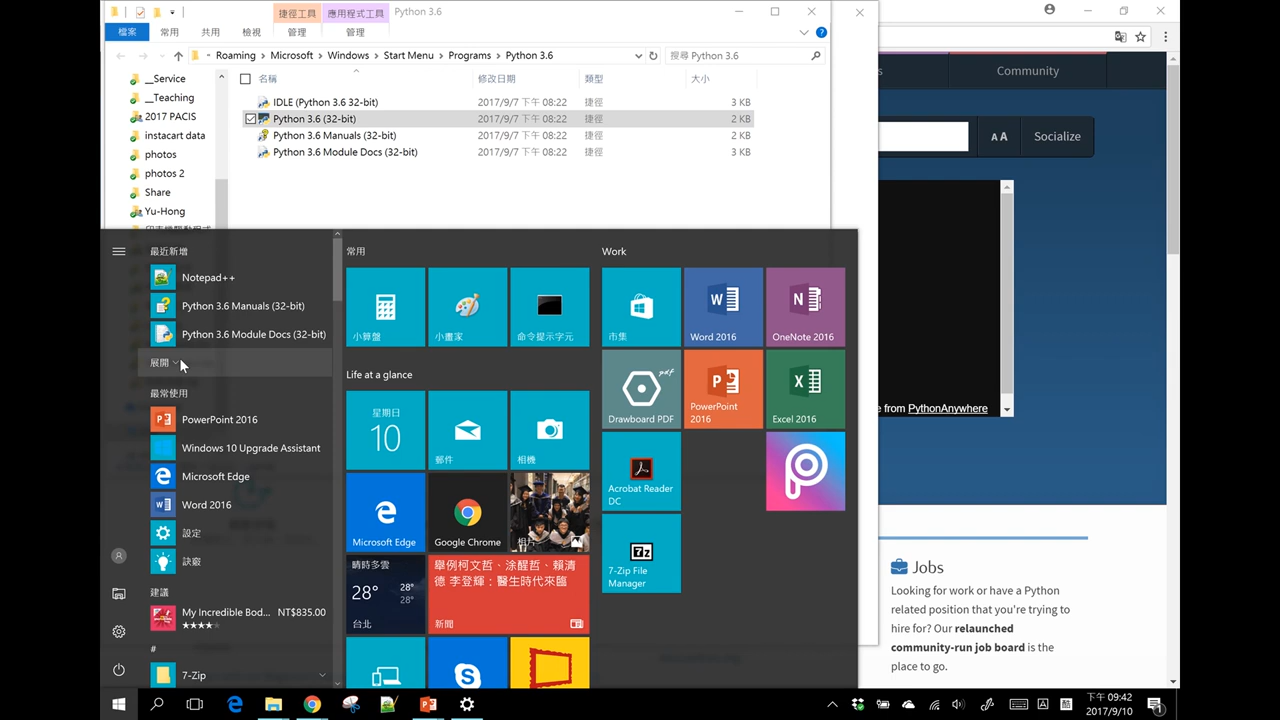 捷徑工具
應用程式工具
Python 3.6
檔案
常用
共用
檢視
管理
管理
Roaming
Microsoft
Windows
Start Menu
Programs
Python 3.6
搜尋 Python 3.6
名稱
修改日期
類型
大小
__Service
__Teaching
2017 PACIS
instacart data
photos
photos 2
Share
Yu-Hong
IDLE (Python 3.6 32-bit)
2017/9/7 下午 08:22
捷徑
3 KB
Python 3.6 (32-bit)
2017/9/7 下午 08:22
捷徑
2 KB
Python 3.6 Manuals (32-bit)
2017/9/7 下午 08:22
捷徑
2 KB
Python 3.6 Module Docs (32-bit)
2017/9/7 下午 08:22
捷徑
3 KB
最近新增
Notepad++
Python 3.6 Manuals (32-bit)
Python 3.6 Module Docs (32-bit)
展開
最常使用
PowerPoint 2016
Windows 10 Upgrade Assistant
Microsoft Edge
Word 2016
設定
訣竅
建議
My Incredible Bod...
NT$835.00
#
7-Zip
常用
小算盤
小畫家
命令提示字元
Life at a glance
星期日
10
郵件
相機
Microsoft Edge
Google Chrome
相片
晴時多雲
28°
28°
28°
台北
舉例柯文哲、涂醒哲、賴清
德 李登輝：醫生時代來臨
新聞
Work
市集
Word 2016
OneNote 2016
Drawboard PDF
PowerPoint
2016
Excel 2016
Acrobat Reader
DC
7-Zip File
Manager
s
Community
A A
Socialize
e from PythonAnywhere
Jobs
Looking for work or have a Python
related position that you're trying to
hire for? Our relaunched
community-run job board is the
place to go.
下午 09:42
2017/9/10